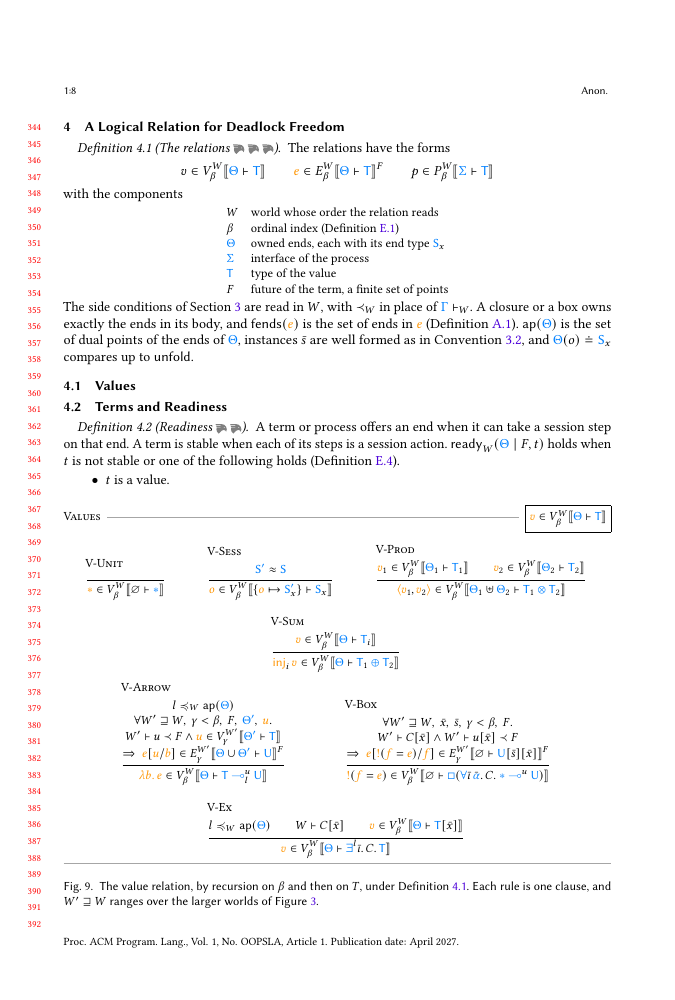 1:8 Anon.
344 4 A Logical Relation for Deadlock Freedom
345 Definition 4.1 (The relations). The relations have the forms
346
347 v ∈ V_β^W⟦Θ ⊢ T⟧ e ∈ E_β^W⟦Θ ⊢ T⟧^F p ∈ P_β^W⟦Σ ⊢ T⟧
348 with the components
349 W world whose order the relation reads
350 β ordinal index (Definition E.1)
351 Θ owned ends, each with its end type S_x
352 Σ interface of the process
353 T type of the value
354 F future of the term, a finite set of points
355 The side conditions of Section 3 are read in W, with ≺_W in place of Γ ⊢_W. A closure or a box owns
356 exactly the ends in its body, and fends(e) is the set of ends in e (Definition A.1). ap(Θ) is the set
357 of dual points of the ends of Θ, instances s̄ are well formed as in Convention 3.2, and Θ(o) ≐ S_x
358 compares up to unfold.
359
360 4.1 Values
361 4.2 Terms and Readiness
362 Definition 4.2 (Readiness). A term or process offers an end when it can take a session step
363 on that end. A term is stable when each of its steps is a session action. ready_W(Θ | F, t) holds when
364 t is not stable or one of the following holds (Definition E.4).
365 • t is a value.
366
367 Values v ∈ V_β^W⟦Θ ⊢ T⟧
368
369 V-Sess V-Prod
370 V-Unit S′ ≈ S v₁ ∈ V_β^W⟦Θ₁ ⊢ T₁⟧ v₂ ∈ V_β^W⟦Θ₂ ⊢ T₂⟧
371
372 * ∈ V_β^W⟦∅ ⊢ *⟧ o ∈ V_β^W⟦{o ↦ S′_x} ⊢ S_x⟧ ⟨v₁, v₂⟩ ∈ V_β^W⟦Θ₁ ⊎ Θ₂ ⊢ T₁ ⊗ T₂⟧
373
374 V-Sum
375 v ∈ V_β^W⟦Θ ⊢ T_i⟧
376 inj_i v ∈ V_β^W⟦Θ ⊢ T₁ ⊕ T₂⟧
377
378 V-Arrow
379 l ≼_W ap(Θ) V-Box
380 ∀W′ ⊒ W, γ < β, F, Θ′, u. ∀W′ ⊒ W, x̄, s̄, γ < β, F.
381 W′ ⊢ u ≺ F ∧ u ∈ V_γ^W′⟦Θ′ ⊢ T⟧ W′ ⊢ C[x̄] ∧ W′ ⊢ u[x̄] ≺ F
382 ⇒ e[u/b] ∈ E_γ^W′⟦Θ ∪ Θ′ ⊢ U⟧^F ⇒ e[!(f = e)/f] ∈ E_γ^W′⟦∅ ⊢ U[s̄][x̄]⟧^F
383 λb. e ∈ V_β^W⟦Θ ⊢ T ⊸_l^u U⟧ !(f = e) ∈ V_β^W⟦∅ ⊢ □(∀ī ᾱ. C. * ⊸^u U)⟧
384
385 V-Ex
386 l ≼_W ap(Θ) W ⊢ C[x̄] v ∈ V_β^W⟦Θ ⊢ T[x̄]⟧
387
388 v ∈ V_β^W⟦Θ ⊢ ∃^l ī. C. T⟧
389
390 Fig. 9. The value relation, by recursion on β and then on T, under Definition 4.1. Each rule is one clause, and
391 W′ ⊒ W ranges over the larger worlds of Figure 3.
392
Proc. ACM Program. Lang., Vol. 1, No. OOPSLA, Article 1. Publication date: April 2027.